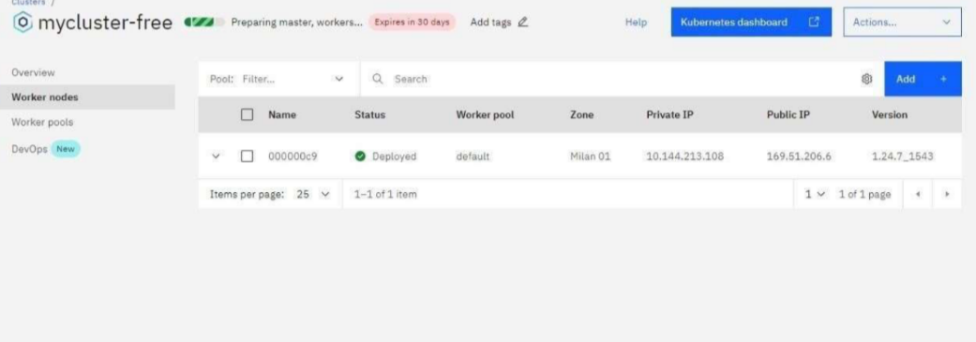 Clusters /
mycluster-free Preparing master, workers... Expires in 30 days Add tags Help Kubernetes dashboard Actions...
Overview
Worker nodes
Worker pools
DevOps New
Pool: Filter... Search Add +
Name Status Worker pool Zone Private IP Public IP Version
000000c9 Deployed default Milan 01 10.144.213.108 169.51.206.6 1.24.7_1543
Items per page: 25 1–1 of 1 item 1 1 of 1 page